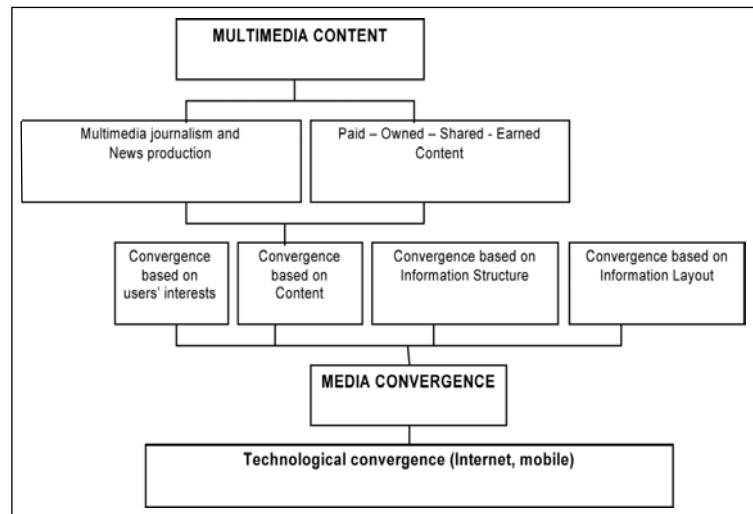 MULTIMEDIA CONTENT
Multimedia journalism and
News production
Paid – Owned – Shared - Earned
Content
Convergence
based on
users’ interests
Convergence
based on
Content
Convergence based on
Information Structure
Convergence based on
Information Layout
MEDIA CONVERGENCE
Technological convergence (Internet, mobile)